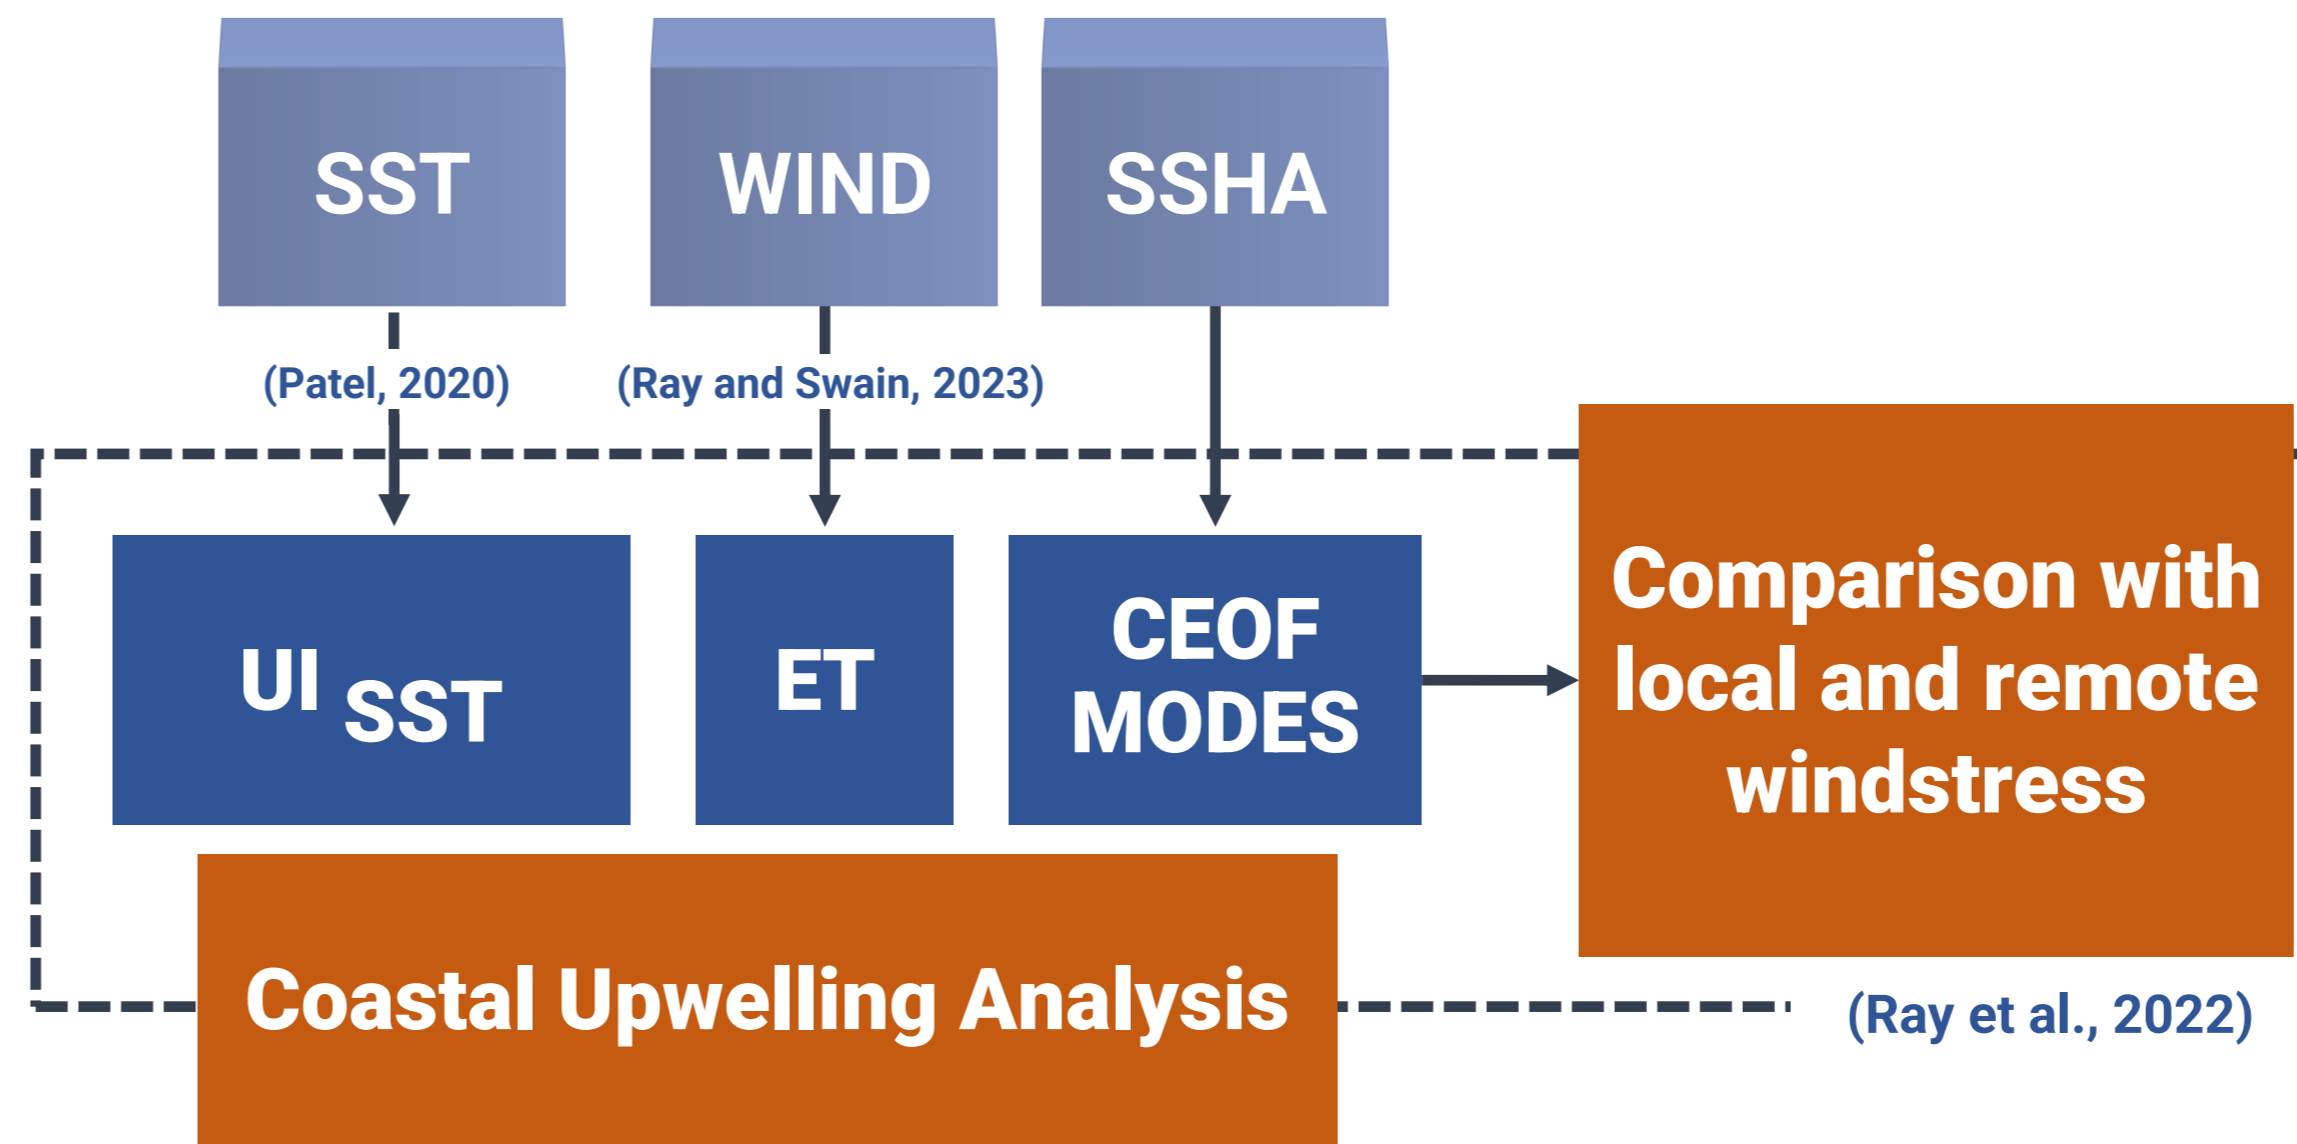 SST
WIND
SSHA
(Patel, 2020)
(Ray and Swain, 2023)
UI SST
ET
CEOF
MODES
Comparison with
local and remote
windstress
Coastal Upwelling Analysis
(Ray et al., 2022)